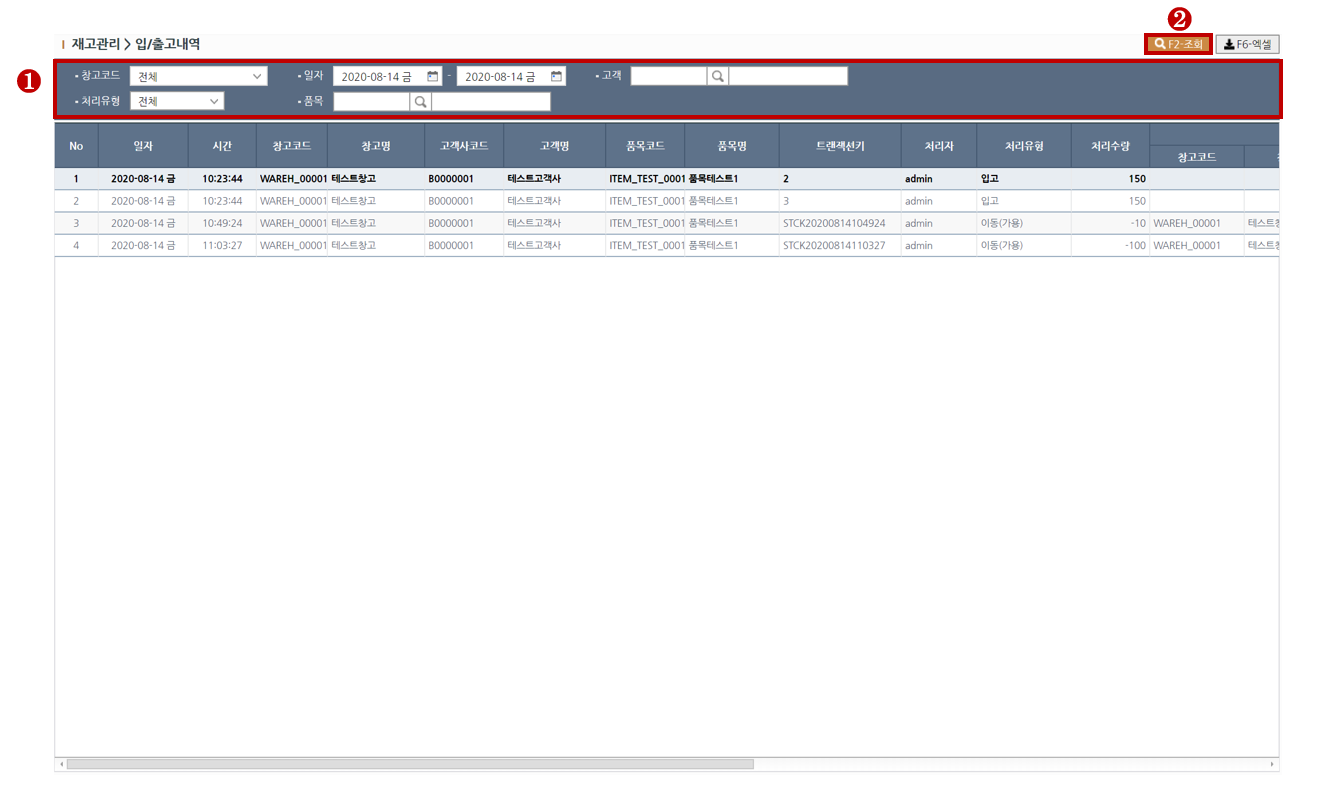 ❷
재고관리 > 입/출고내역 F2-조회 F6-엑셀
❶
창고코드 전체 일자 2020-08-14 금 - 2020-08-14 금 고객
처리유형 전체 품목
No 일자 시간 창고코드 창고명 고객사코드 고객명 품목코드 품목명 트랜잭션키 처리자 처리유형 처리수량
창고코드
1 2020-08-14 금 10:23:44 WAREH_00001 테스트창고 B0000001 테스트고객사 ITEM_TEST_0001 품목테스트1 2 admin 입고 150
2 2020-08-14 금 10:23:44 WAREH_00001 테스트창고 B0000001 테스트고객사 ITEM_TEST_0001 품목테스트1 3 admin 입고 150
3 2020-08-14 금 10:49:24 WAREH_00001 테스트창고 B0000001 테스트고객사 ITEM_TEST_0001 품목테스트1 STCK20200814104924 admin 이동(가용) -10 WAREH_00001 테스트
4 2020-08-14 금 11:03:27 WAREH_00001 테스트창고 B0000001 테스트고객사 ITEM_TEST_0001 품목테스트1 STCK20200814110327 admin 이동(가용) -100 WAREH_00001 테스트